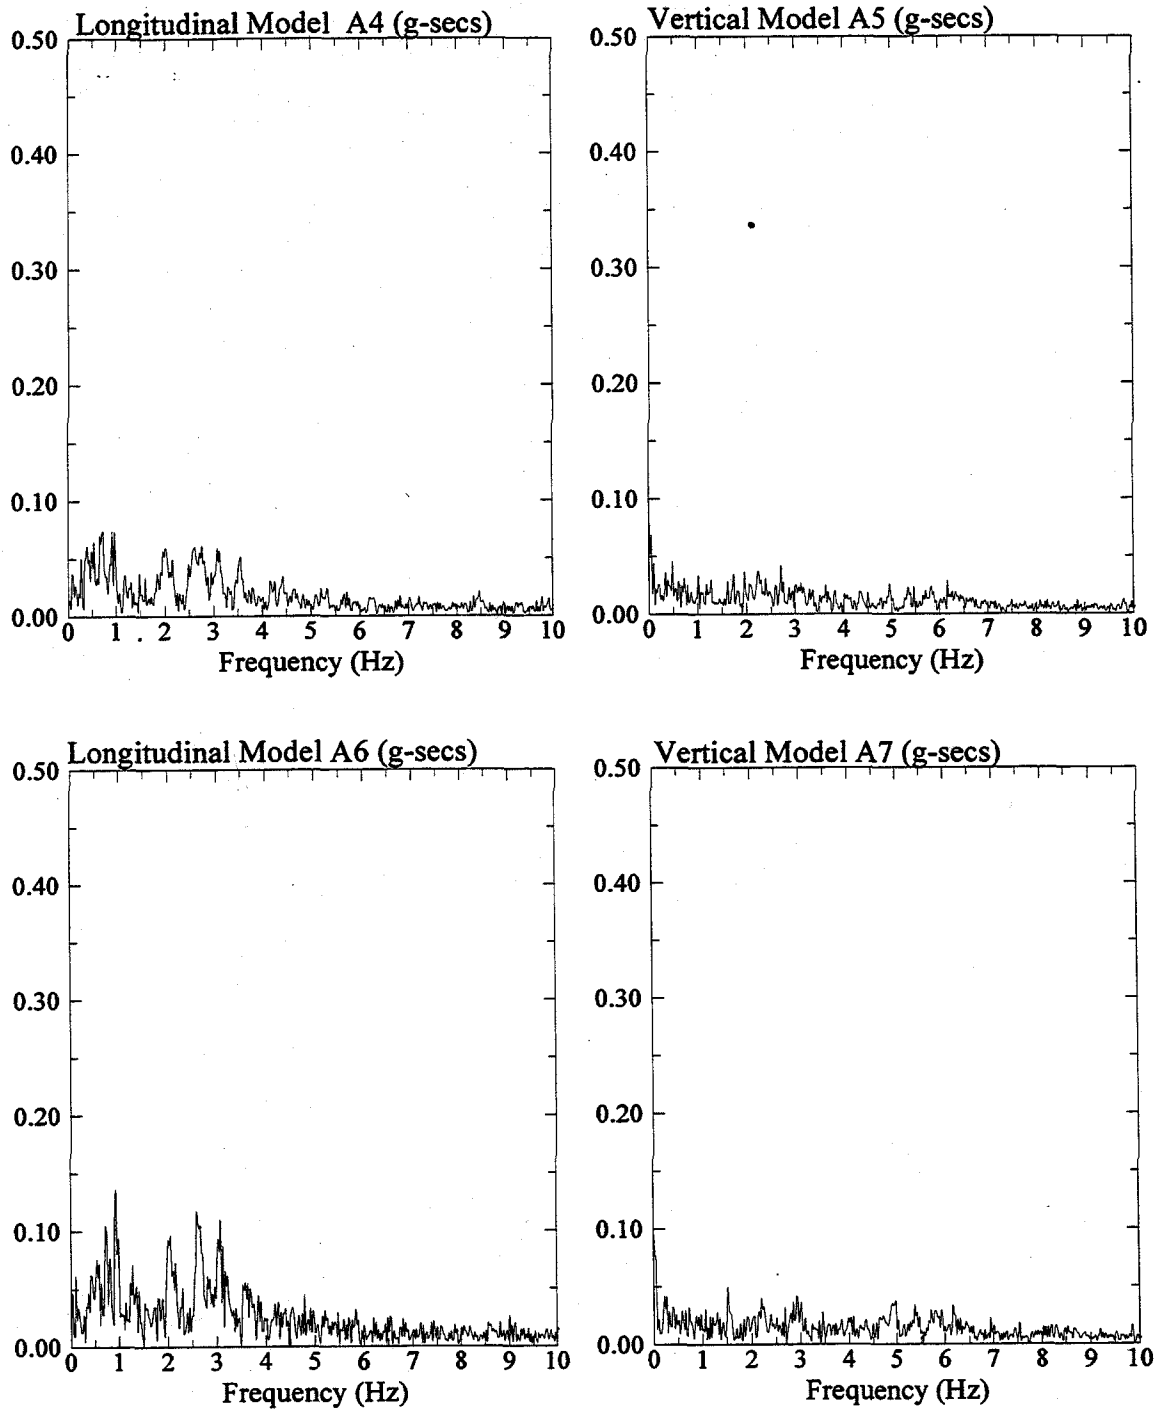 Longitudinal Model A4 (g-secs)
0.50
0.40
0.30
0.20
0.10
0.00
0 1 2 3 4 5 6 7 8 9 10
Frequency (Hz)
Vertical Model A5 (g-secs)
0.50
0.40
0.30
0.20
0.10
0.00
0 1 2 3 4 5 6 7 8 9 10
Frequency (Hz)
Longitudinal Model A6 (g-secs)
0.50
0.40
0.30
0.20
0.10
0.00
0 1 2 3 4 5 6 7 8 9 10
Frequency (Hz)
Vertical Model A7 (g-secs)
0.50
0.40
0.30
0.20
0.10
0.00
0 1 2 3 4 5 6 7 8 9 10
Frequency (Hz)